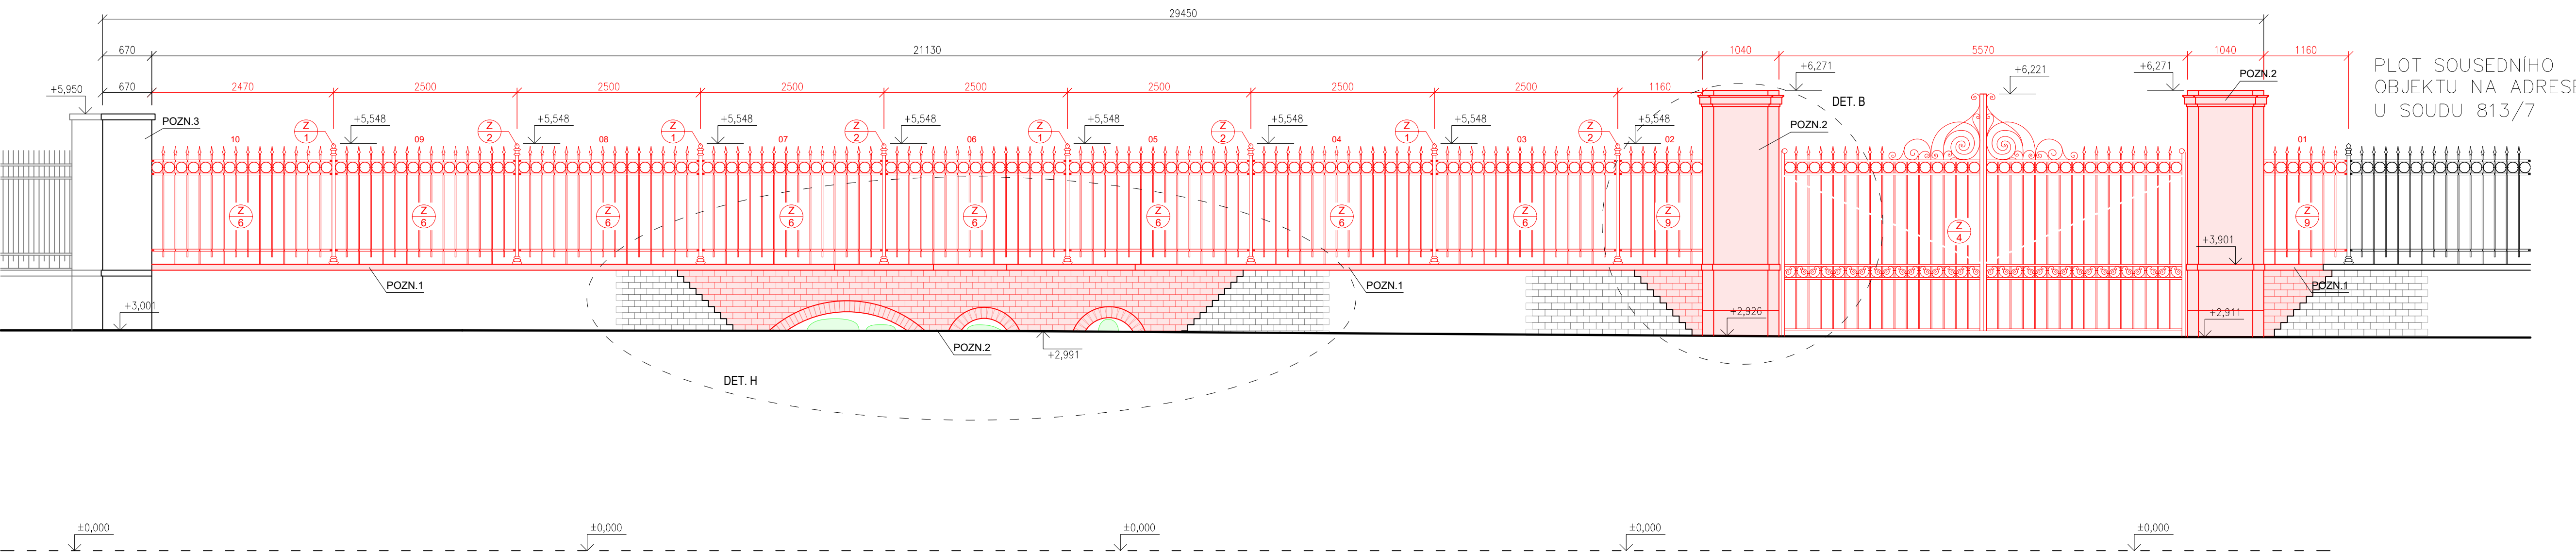 29450
670
21130
1040
5570
1040
1160
PLOT SOUSEDNÍHO
OBJEKTU NA ADRESE
U SOUDU 813/7
+5,950
670
2470
2500
2500
2500
2500
2500
2500
2500
1160
+6,271
+6,221
+6,271
POZN.2
DET. B
POZN.3
POZN.2
10
Z
1
+5,548
09
Z
2
+5,548
08
Z
1
+5,548
07
Z
2
+5,548
06
Z
1
+5,548
05
Z
2
+5,548
04
Z
1
+5,548
03
Z
2
+5,548
02
01
Z
6
Z
6
Z
6
Z
6
Z
6
Z
6
Z
6
Z
6
Z
9
Z
4
Z
9
+3,901
POZN.1
POZN.1
POZN.1
+3,001
+2,926
+2,911
POZN.2
+2,991
DET. H
±0,000
±0,000
±0,000
±0,000
±0,000